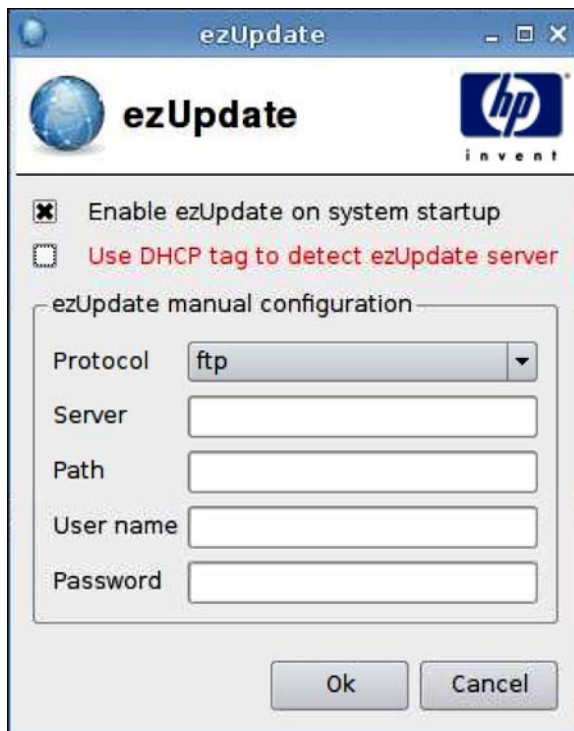 ezUpdate
ezUpdate
hp
invent
Enable ezUpdate on system startup
Use DHCP tag to detect ezUpdate server
ezUpdate manual configuration
Protocol ftp
Server
Path
User name
Password
Ok Cancel